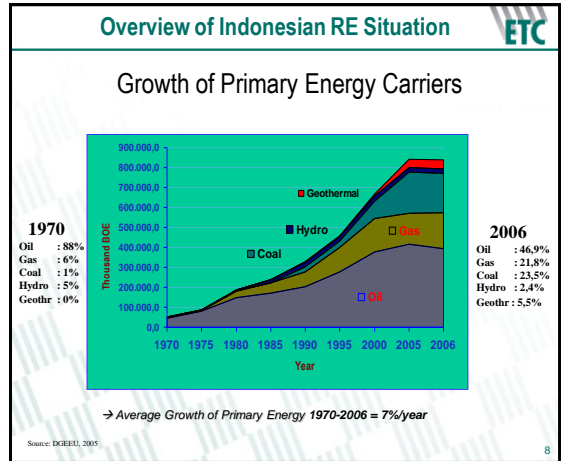 Overview of Indonesian RE Situation
ETC
Growth of Primary Energy Carriers
900.000,0
800.000,0
700.000,0
600.000,0
500.000,0
400.000,0
300.000,0
200.000,0
100.000,0
0,0
Thousand BOE
Geothermal
Hydro
Gas
Coal
Oil
1970 1975 1980 1985 1990 1995 2000 2005 2006
Year
1970
Oil : 88%
Gas : 6%
Coal : 1%
Hydro : 5%
Geothr : 0%
2006
Oil : 46,9%
Gas : 21,8%
Coal : 23,5%
Hydro : 2,4%
Geothr : 5,5%
→ Average Growth of Primary Energy 1970-2006 = 7%/year
Source: DGEEU, 2005
8